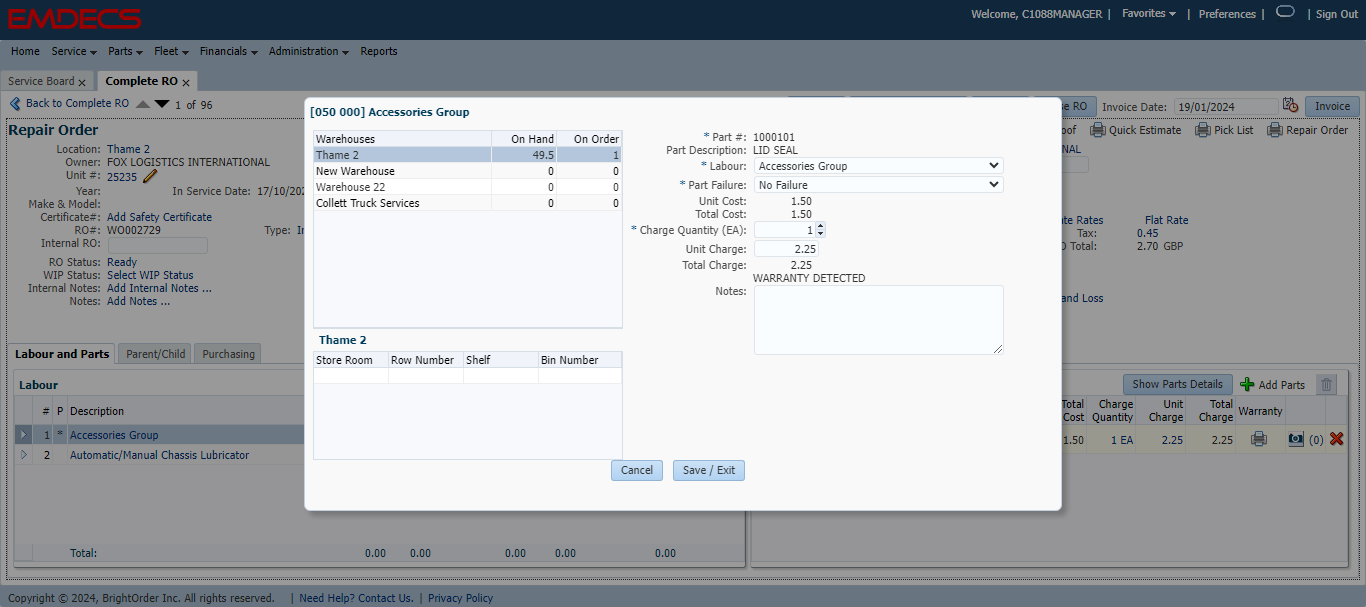 EMDECS
Welcome, C1088MANAGER | Favorites | Preferences | | Sign Out
Home Service Parts Fleet Financials Administration Reports
Service Board x Complete RO x
Back to Complete RO 1 of 96
e RO Invoice Date: 19/01/2024 Invoice
Repair Order
oof Quick Estimate Pick List Repair Order
Location: Thame 2
NAL
Owner: FOX LOGISTICS INTERNATIONAL
Unit #: 25235
Year: In Service Date: 17/10/202
Make & Model:
Certificate#: Add Safety Certificate
te Rates Flat Rate
RO#: WO002729 Type: In
Tax: 0.45
Internal RO:
O Total: 2.70 GBP
RO Status: Ready
WIP Status: Select WIP Status
Internal Notes: Add Internal Notes ...
Notes: Add Notes ...
and Loss
Labour and Parts Parent/Child Purchasing
Labour
Show Parts Details Add Parts
# P Description
Total Cost Charge Quantity Unit Charge Total Charge Warranty
1 * Accessories Group
1.50 1 EA 2.25 2.25 (0)
2 Automatic/Manual Chassis Lubricator
Total: 0.00 0.00 0.00 0.00 0.00
[050 000] Accessories Group
Warehouses On Hand On Order
Thame 2 49.5 1
New Warehouse 0 0
Warehouse 22 0 0
Collett Truck Services 0 0
Thame 2
Store Room Row Number Shelf Bin Number
* Part #: 1000101
Part Description: LID SEAL
* Labour: Accessories Group
* Part Failure: No Failure
Unit Cost: 1.50
Total Cost: 1.50
* Charge Quantity (EA): 1
Unit Charge: 2.25
Total Charge: 2.25
WARRANTY DETECTED
Notes:
Cancel Save / Exit
Copyright © 2024, BrightOrder Inc. All rights reserved. | Need Help? Contact Us. | Privacy Policy